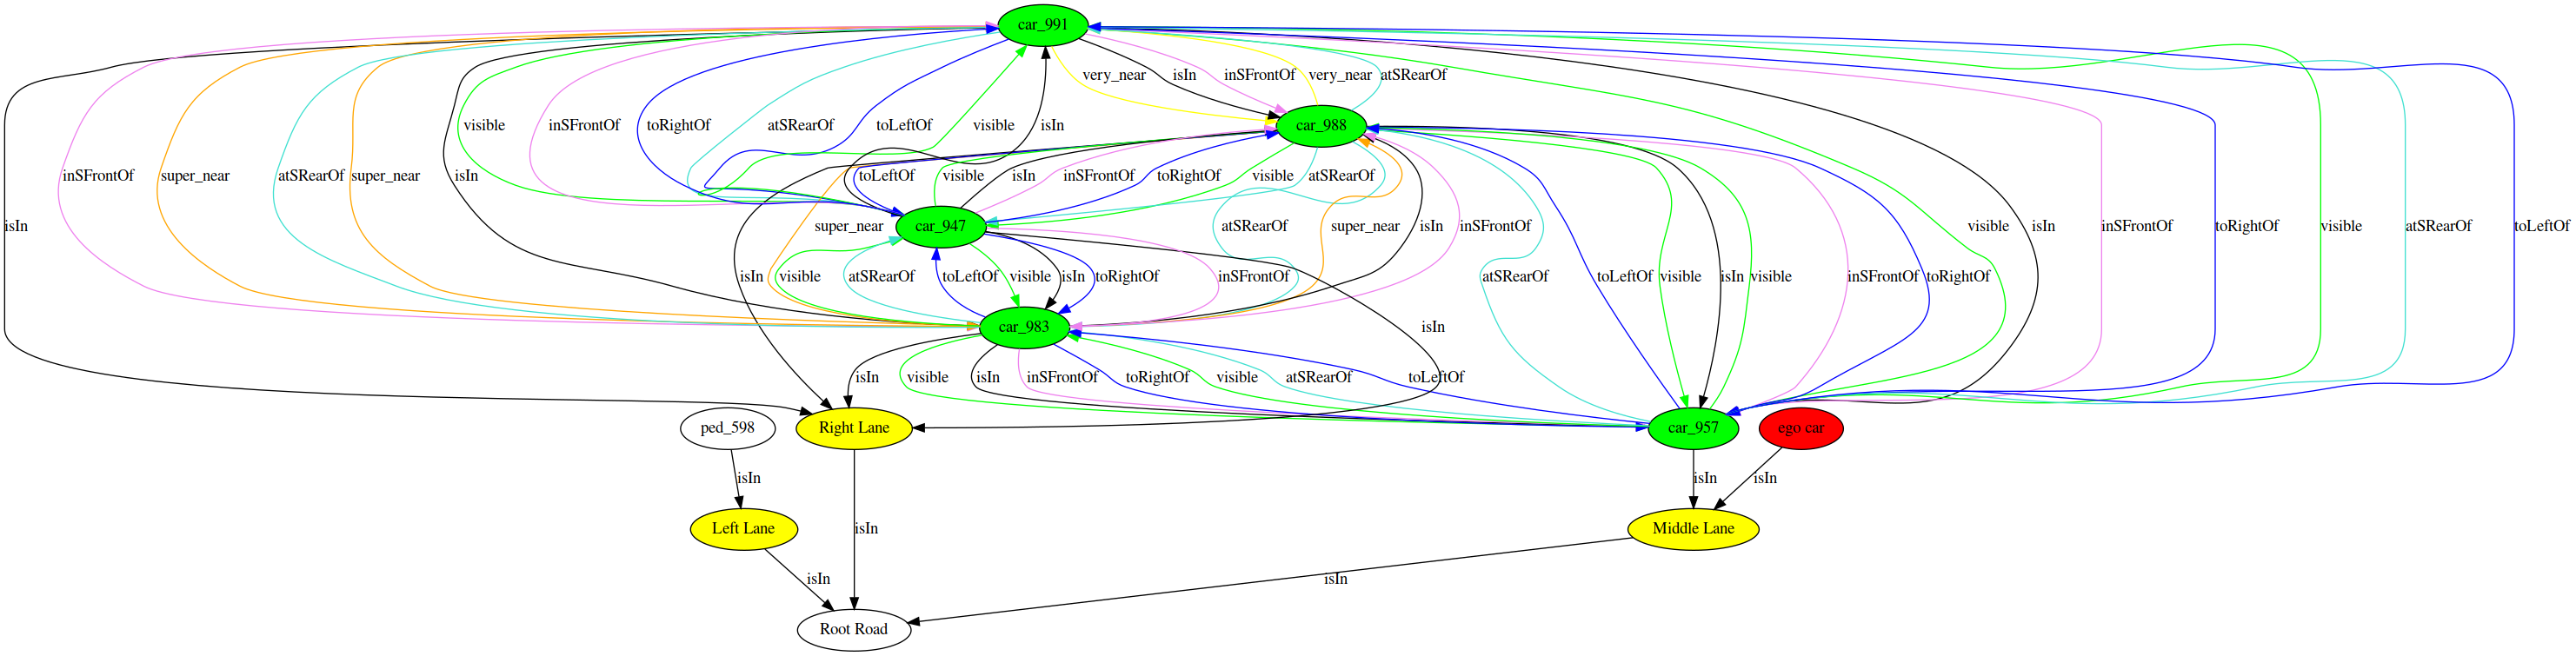 car_991
very_near isIn inSFrontOf very_near atSRearOf
visible inSFrontOf toRightOf atSRearOf toLeftOf visible isIn car_988
inSFrontOf super_near atSRearOf super_near isIn toLeftOf visible isIn inSFrontOf toRightOf visible atSRearOf
isIn super_near car_947 atSRearOf super_near isIn inSFrontOf visible isIn inSFrontOf toRightOf visible atSRearOf toLeftOf
isIn visible atSRearOf toLeftOf visible isIn toRightOf inSFrontOf atSRearOf toLeftOf visible isIn visible inSFrontOf toRightOf
car_983 isIn
isIn visible isIn inSFrontOf toRightOf visible atSRearOf toLeftOf
ped_598 Right Lane car_957 ego car
isIn isIn isIn
Left Lane isIn Middle Lane
isIn isIn
Root Road